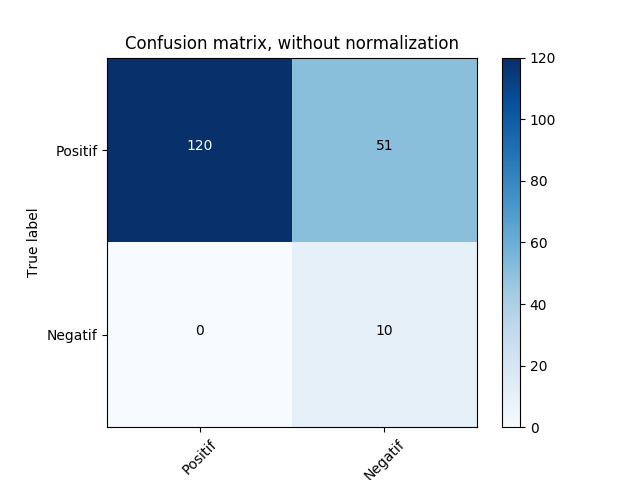 Confusion matrix, without normalization
True label
Positif
Negatif
120
51
0
10
Positif
Negatif
120
100
80
60
40
20
0